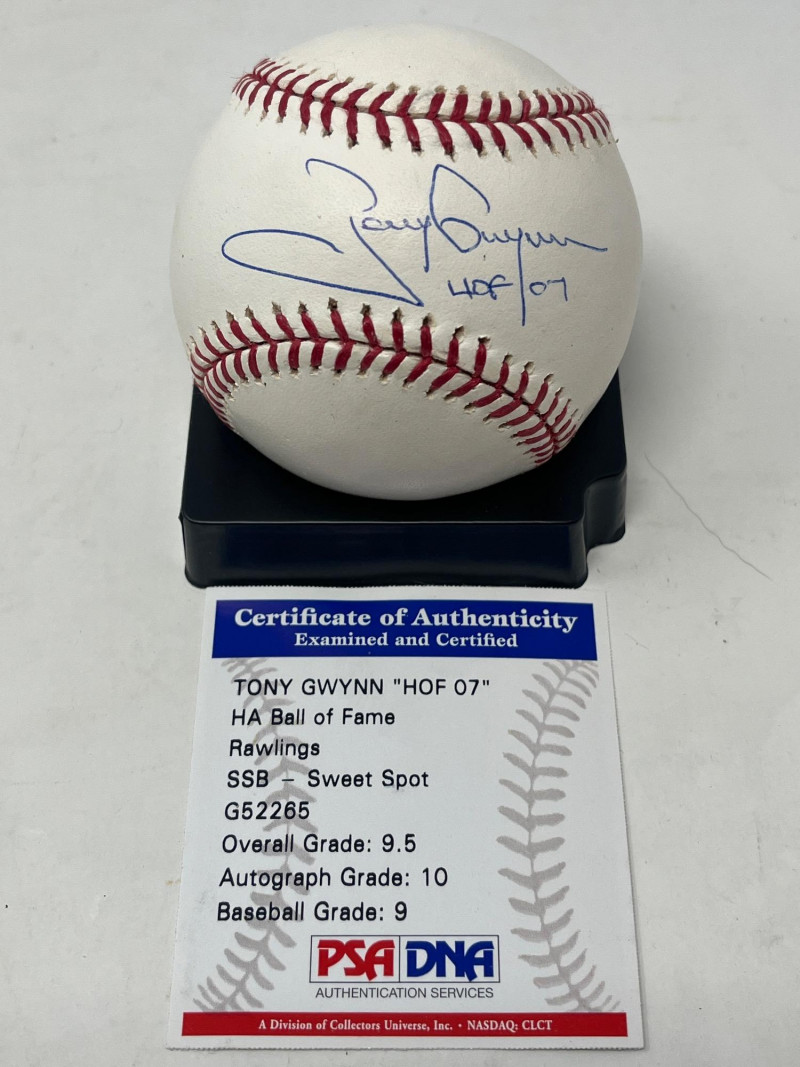 Tony Gwynn
HOF 07
Certificate of Authenticity
Examined and Certified
TONY GWYNN "HOF 07"
HA Ball of Fame
Rawlings
SSB - Sweet Spot
G52265
Overall Grade: 9.5
Autograph Grade: 10
Baseball Grade: 9
PSA DNA
AUTHENTICATION SERVICES
A Division of Collectors Universe, Inc. • NASDAQ: CLCT